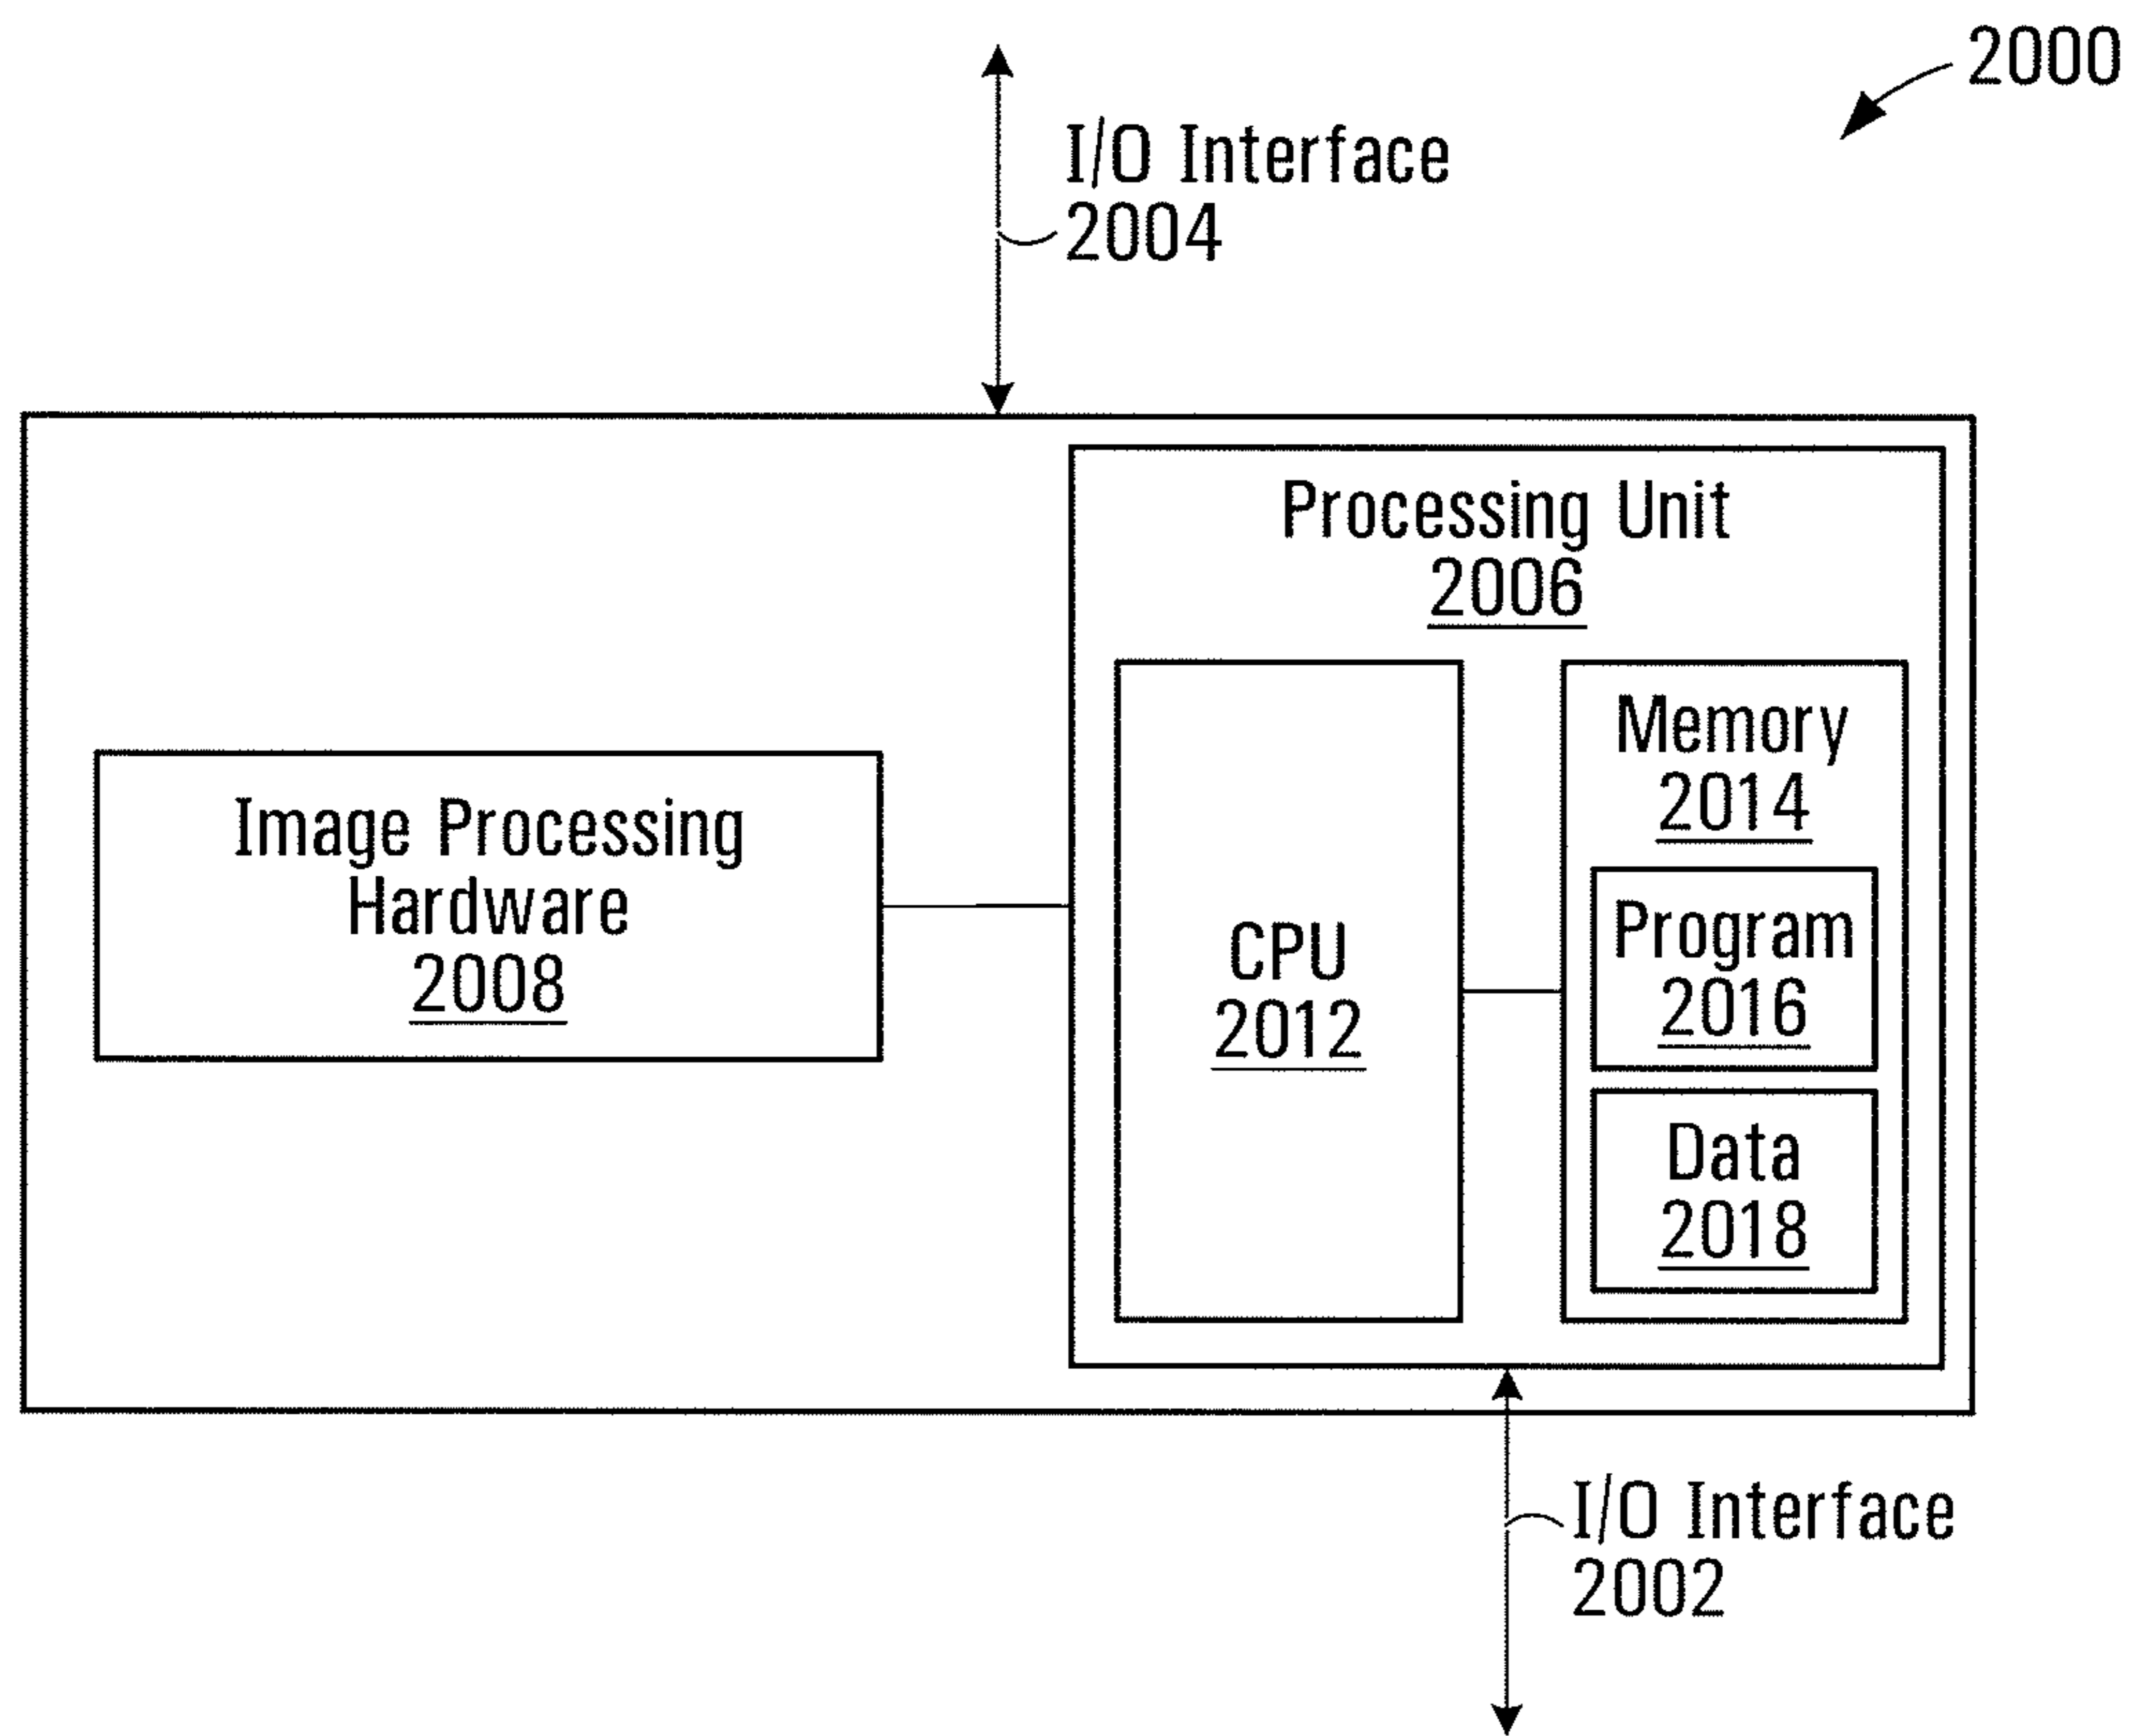 2000
I/O Interface
2004
Processing Unit
2006
Memory
2014
Image Processing
Hardware
2008
CPU
2012
Program
2016
Data
2018
I/O Interface
2002